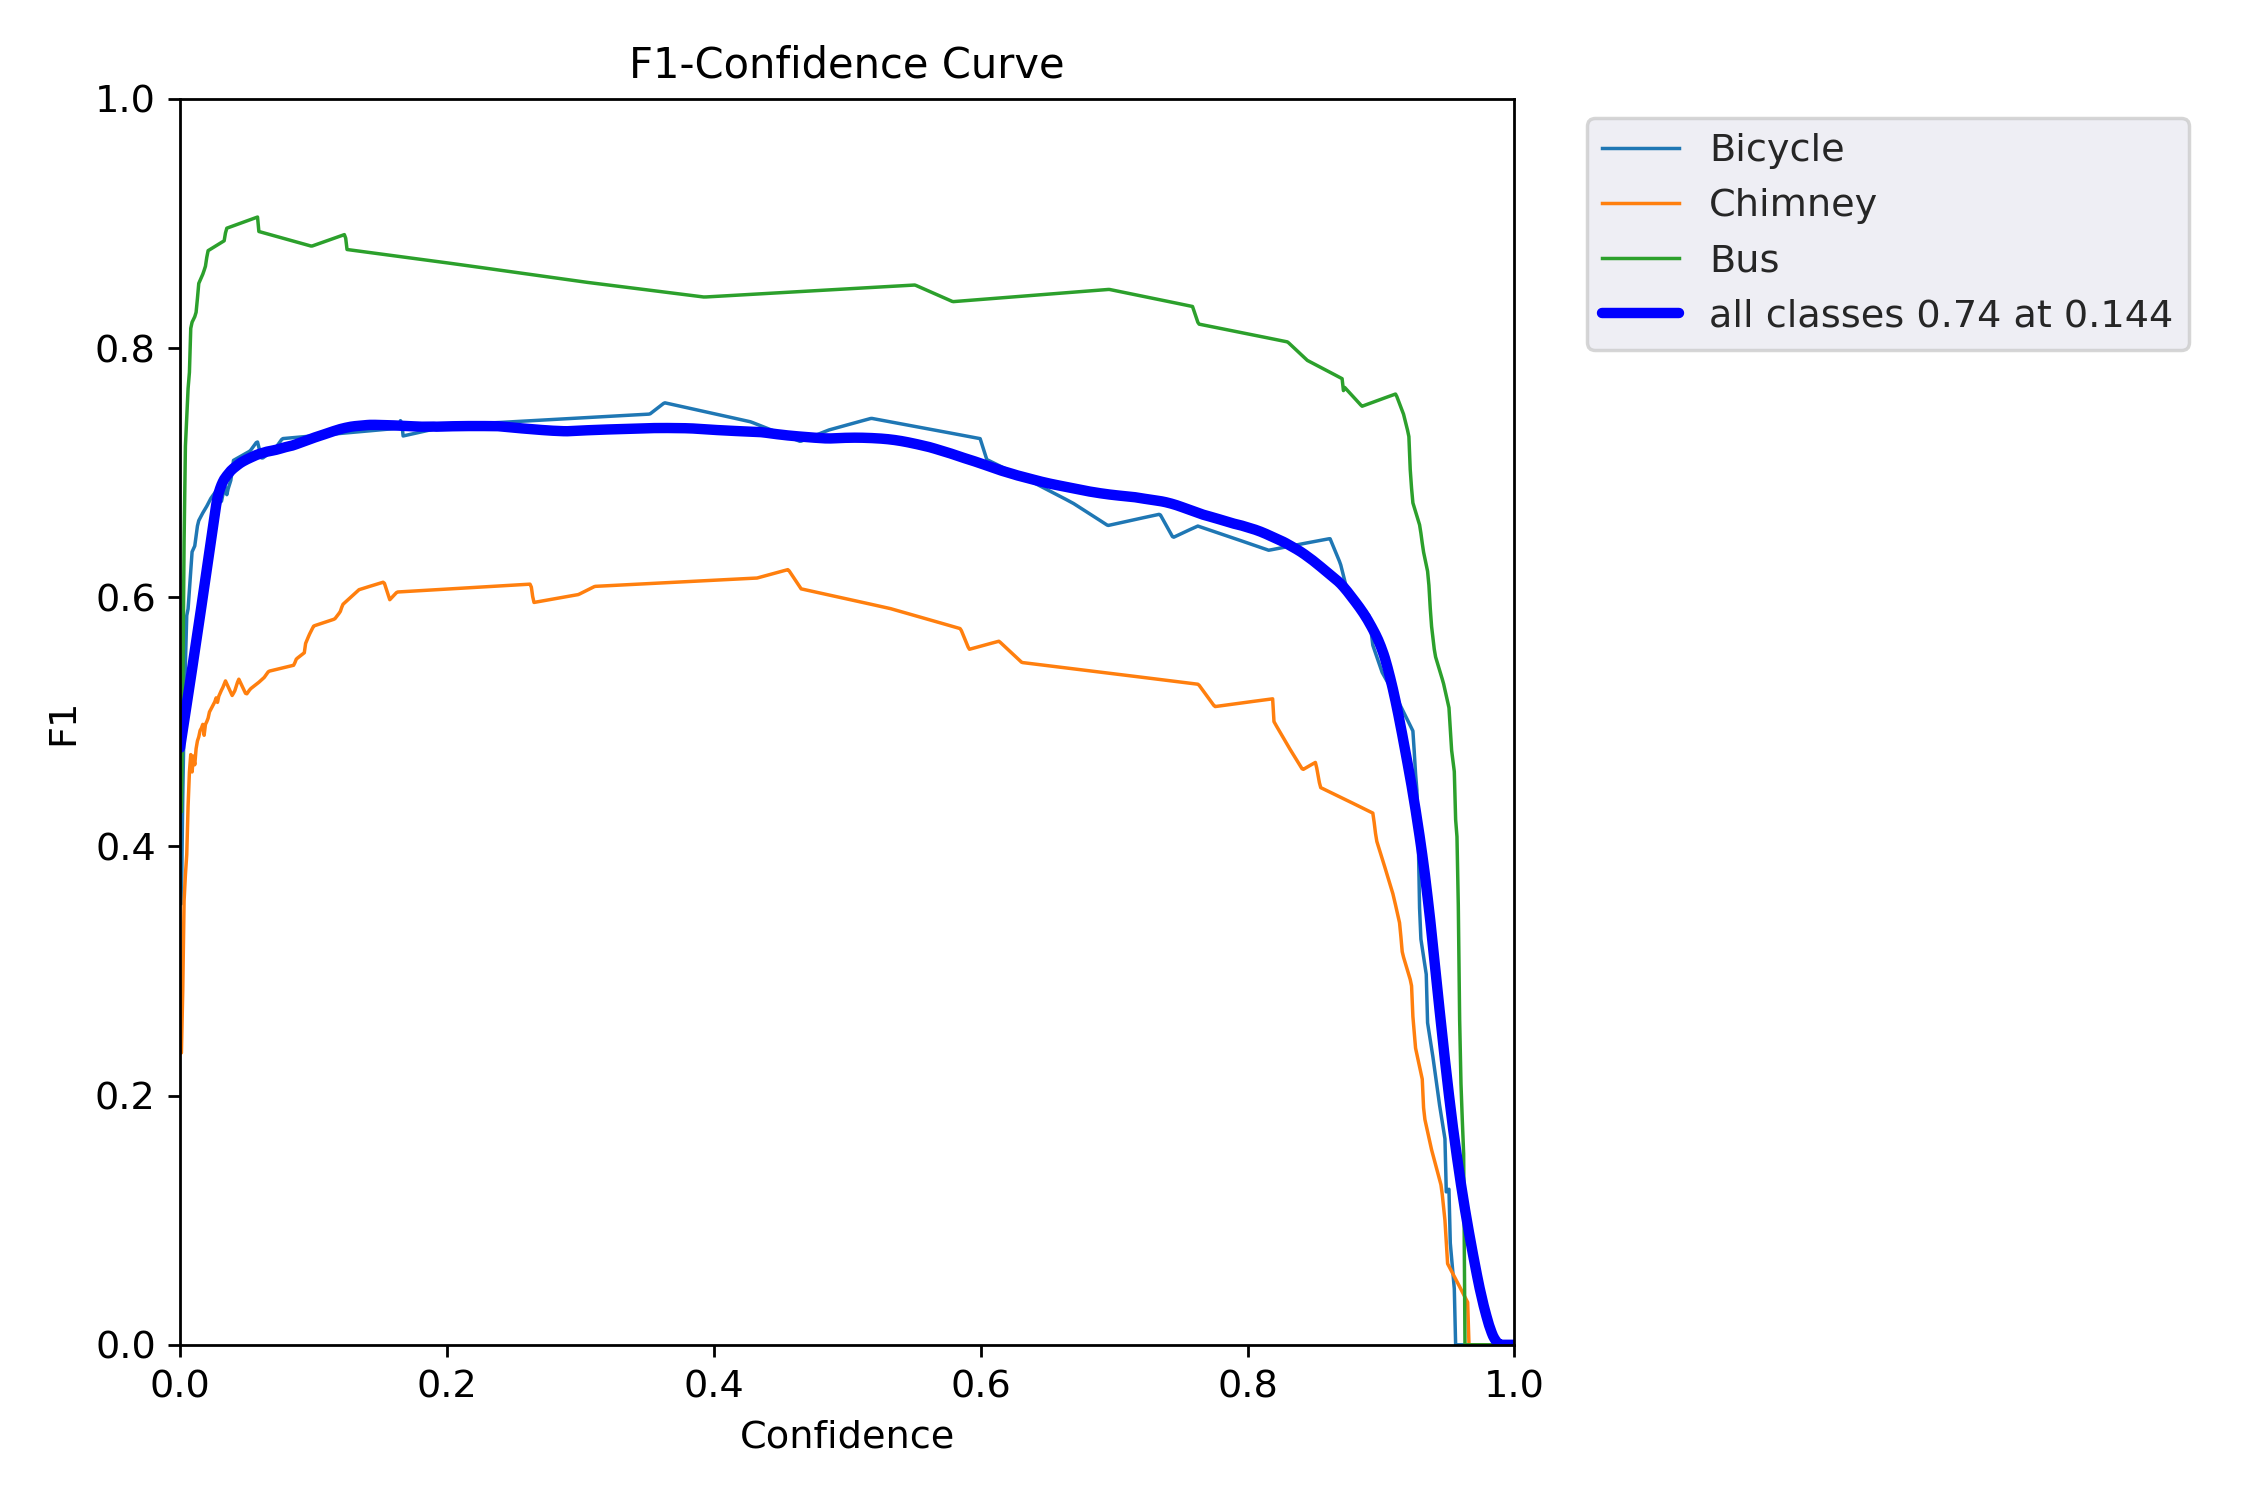 F1-Confidence Curve
1.0
0.8
0.6
0.4
0.2
0.0
F1
0.0 0.2 0.4 0.6 0.8 1.0
Confidence
Bicycle
Chimney
Bus
all classes 0.74 at 0.144